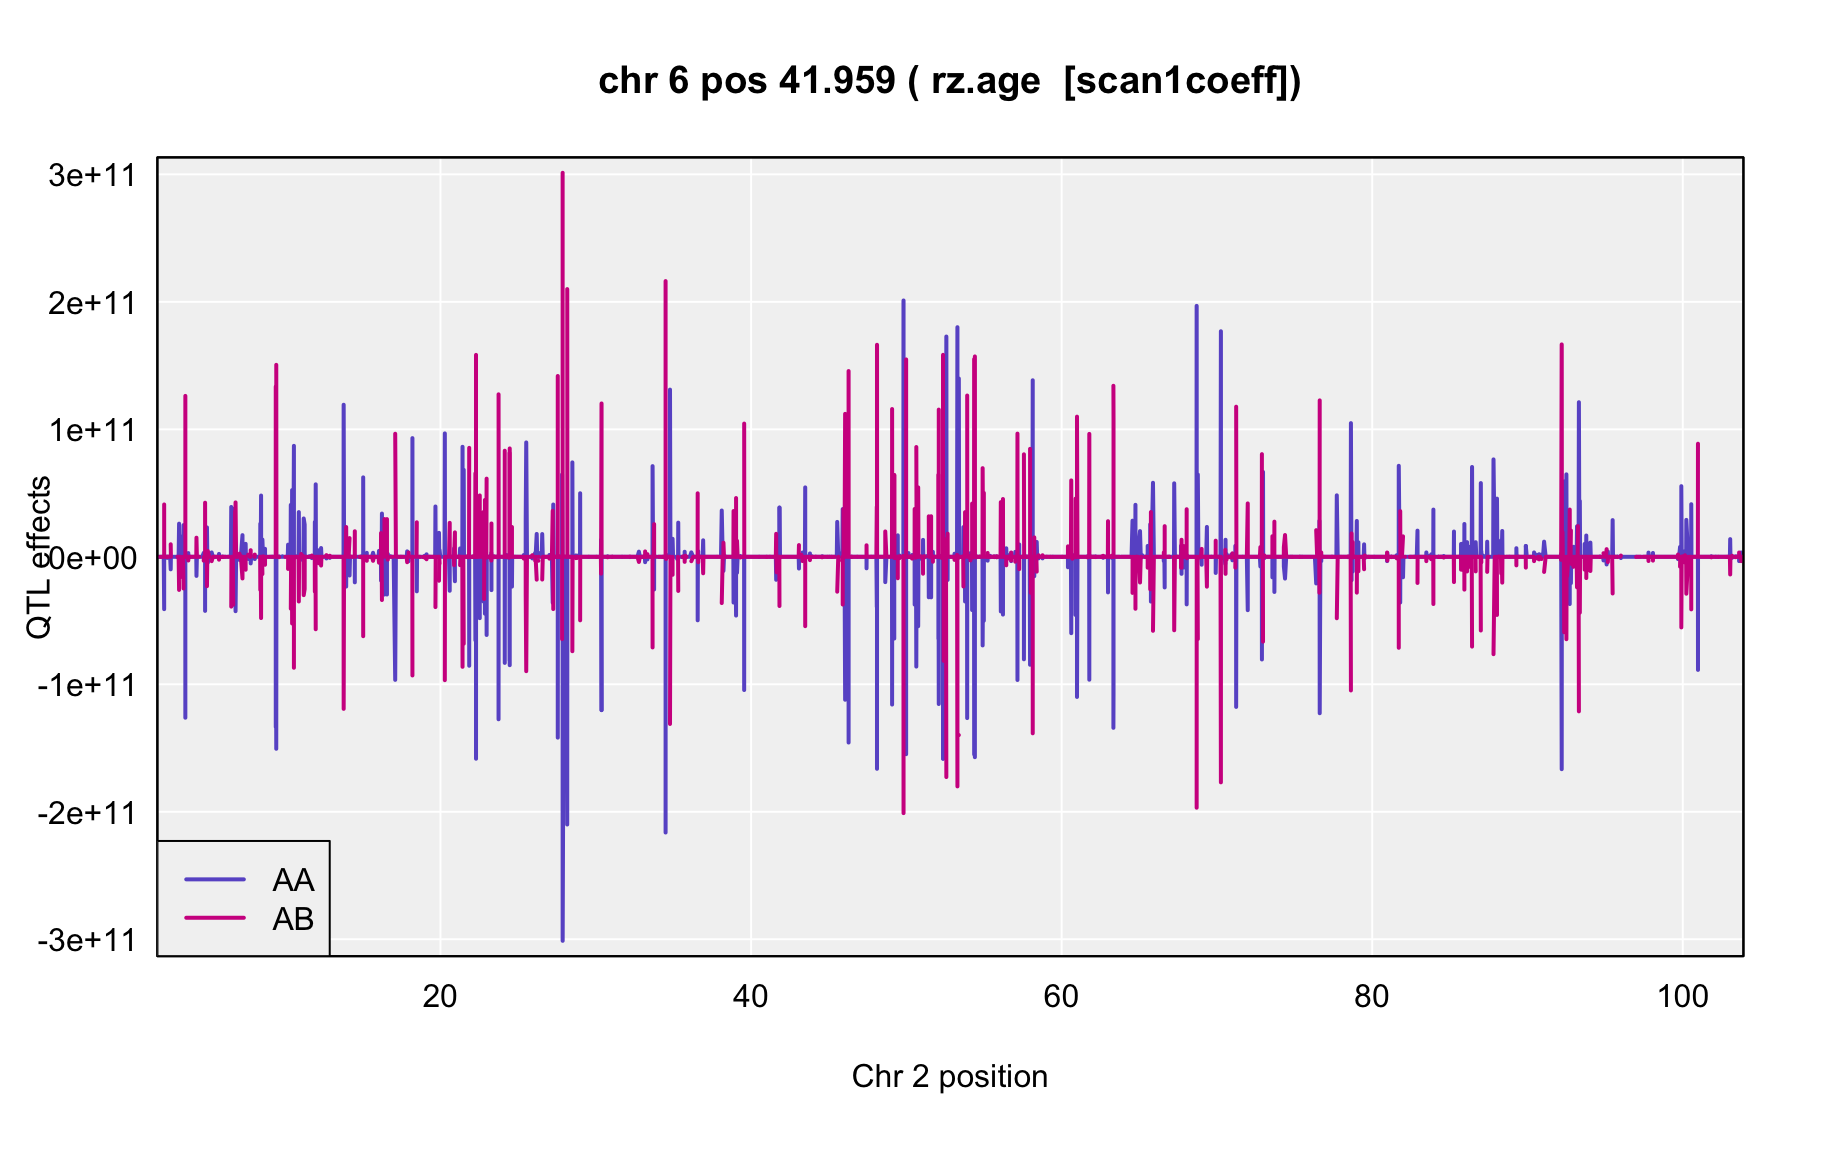 chr 6 pos 41.959 ( rz.age  [scan1coeff])
3e+11
2e+11
1e+11
0e+00
-1e+11
-2e+11
-3e+11
QTL effects
AA
AB
20 40 60 80 100
Chr 2 position